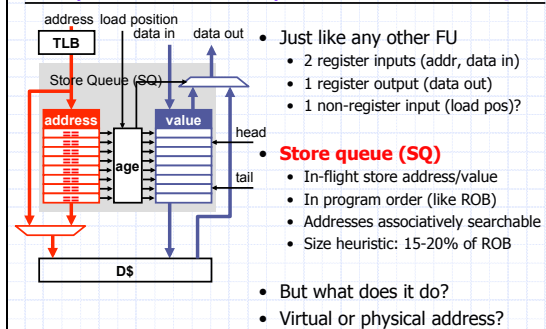 address load position
data in
data out
TLB
Store Queue (SQ)
address
value
==
==
==
==
==
==
==
==
age
head
tail
D$
• Just like any other FU
• 2 register inputs (addr, data in)
• 1 register output (data out)
• 1 non-register input (load pos)?
• Store queue (SQ)
• In-flight store address/value
• In program order (like ROB)
• Addresses associatively searchable
• Size heuristic: 15-20% of ROB
• But what does it do?
• Virtual or physical address?